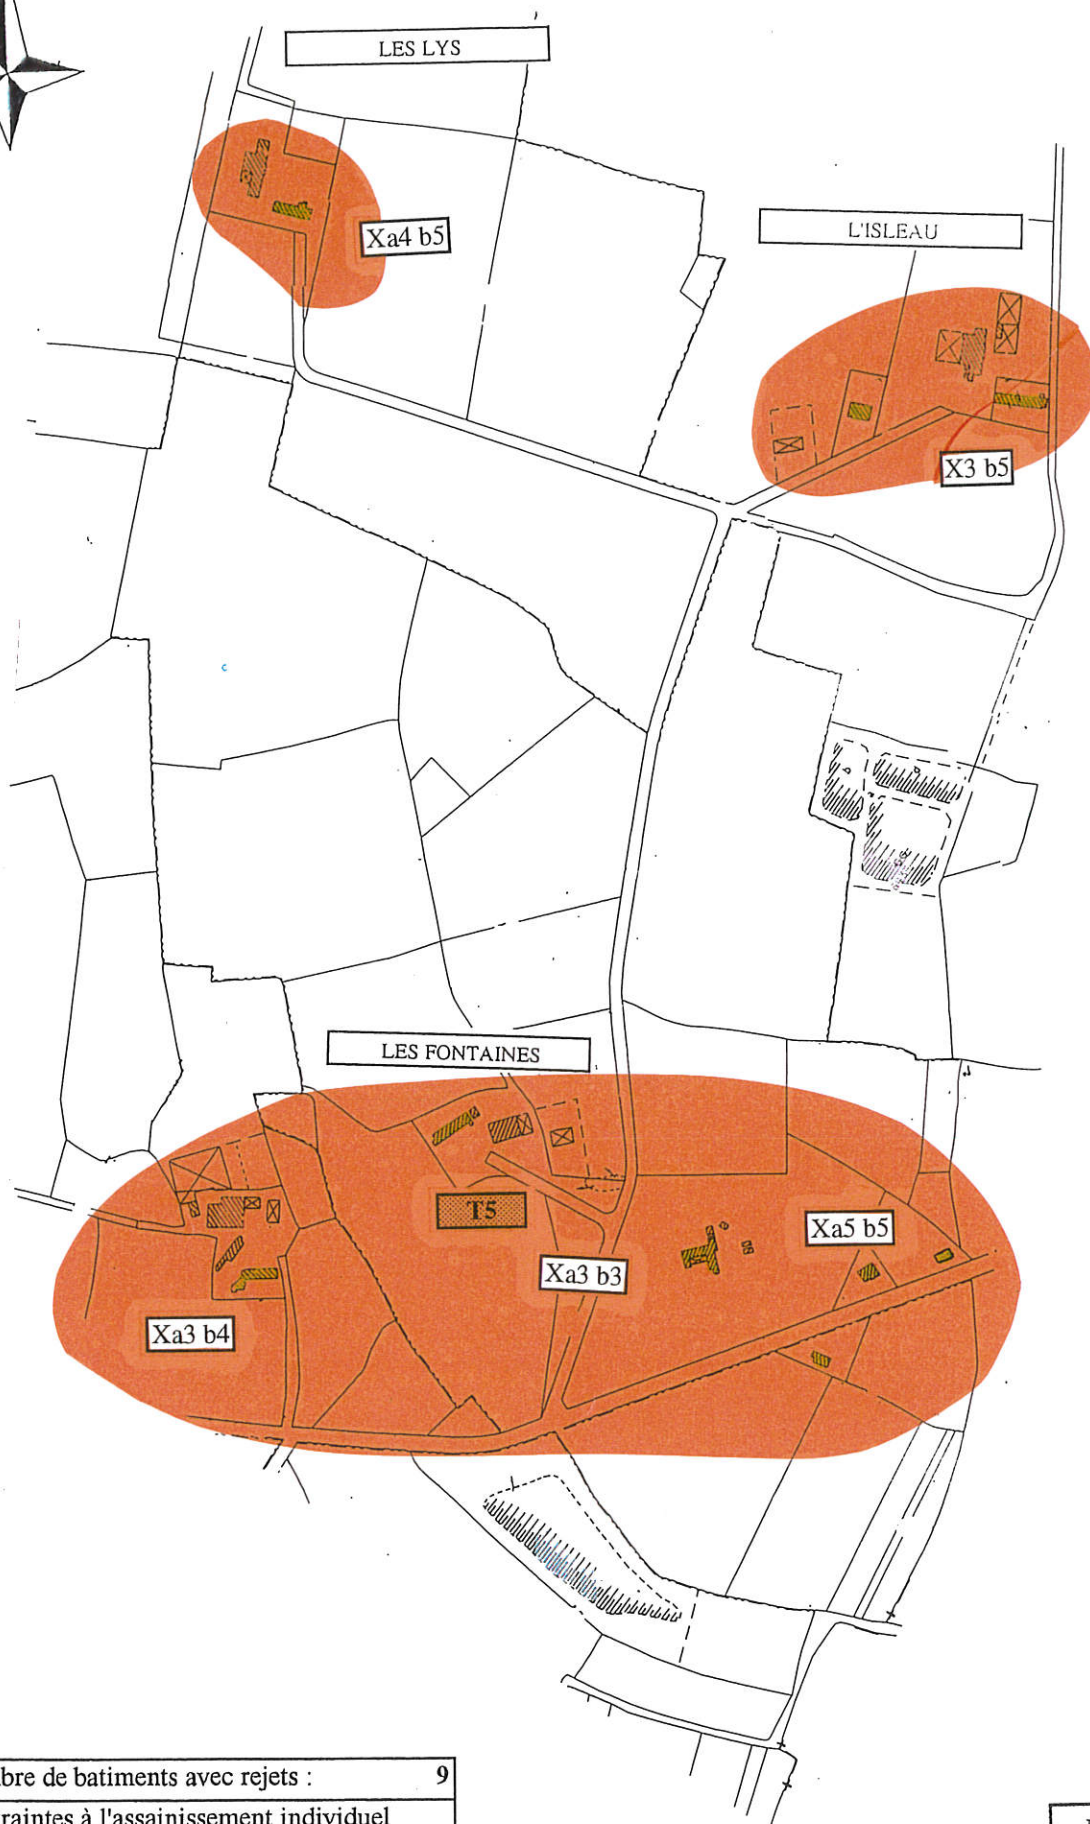 LES LYS
Xa4 b5
L'ISLEAU
X3 b5
LES FONTAINES
T5
Xa5 b5
Xa3 b3
Xa3 b4
bre de batiments avec rejets : 9
raintes à l'assainissement individuel